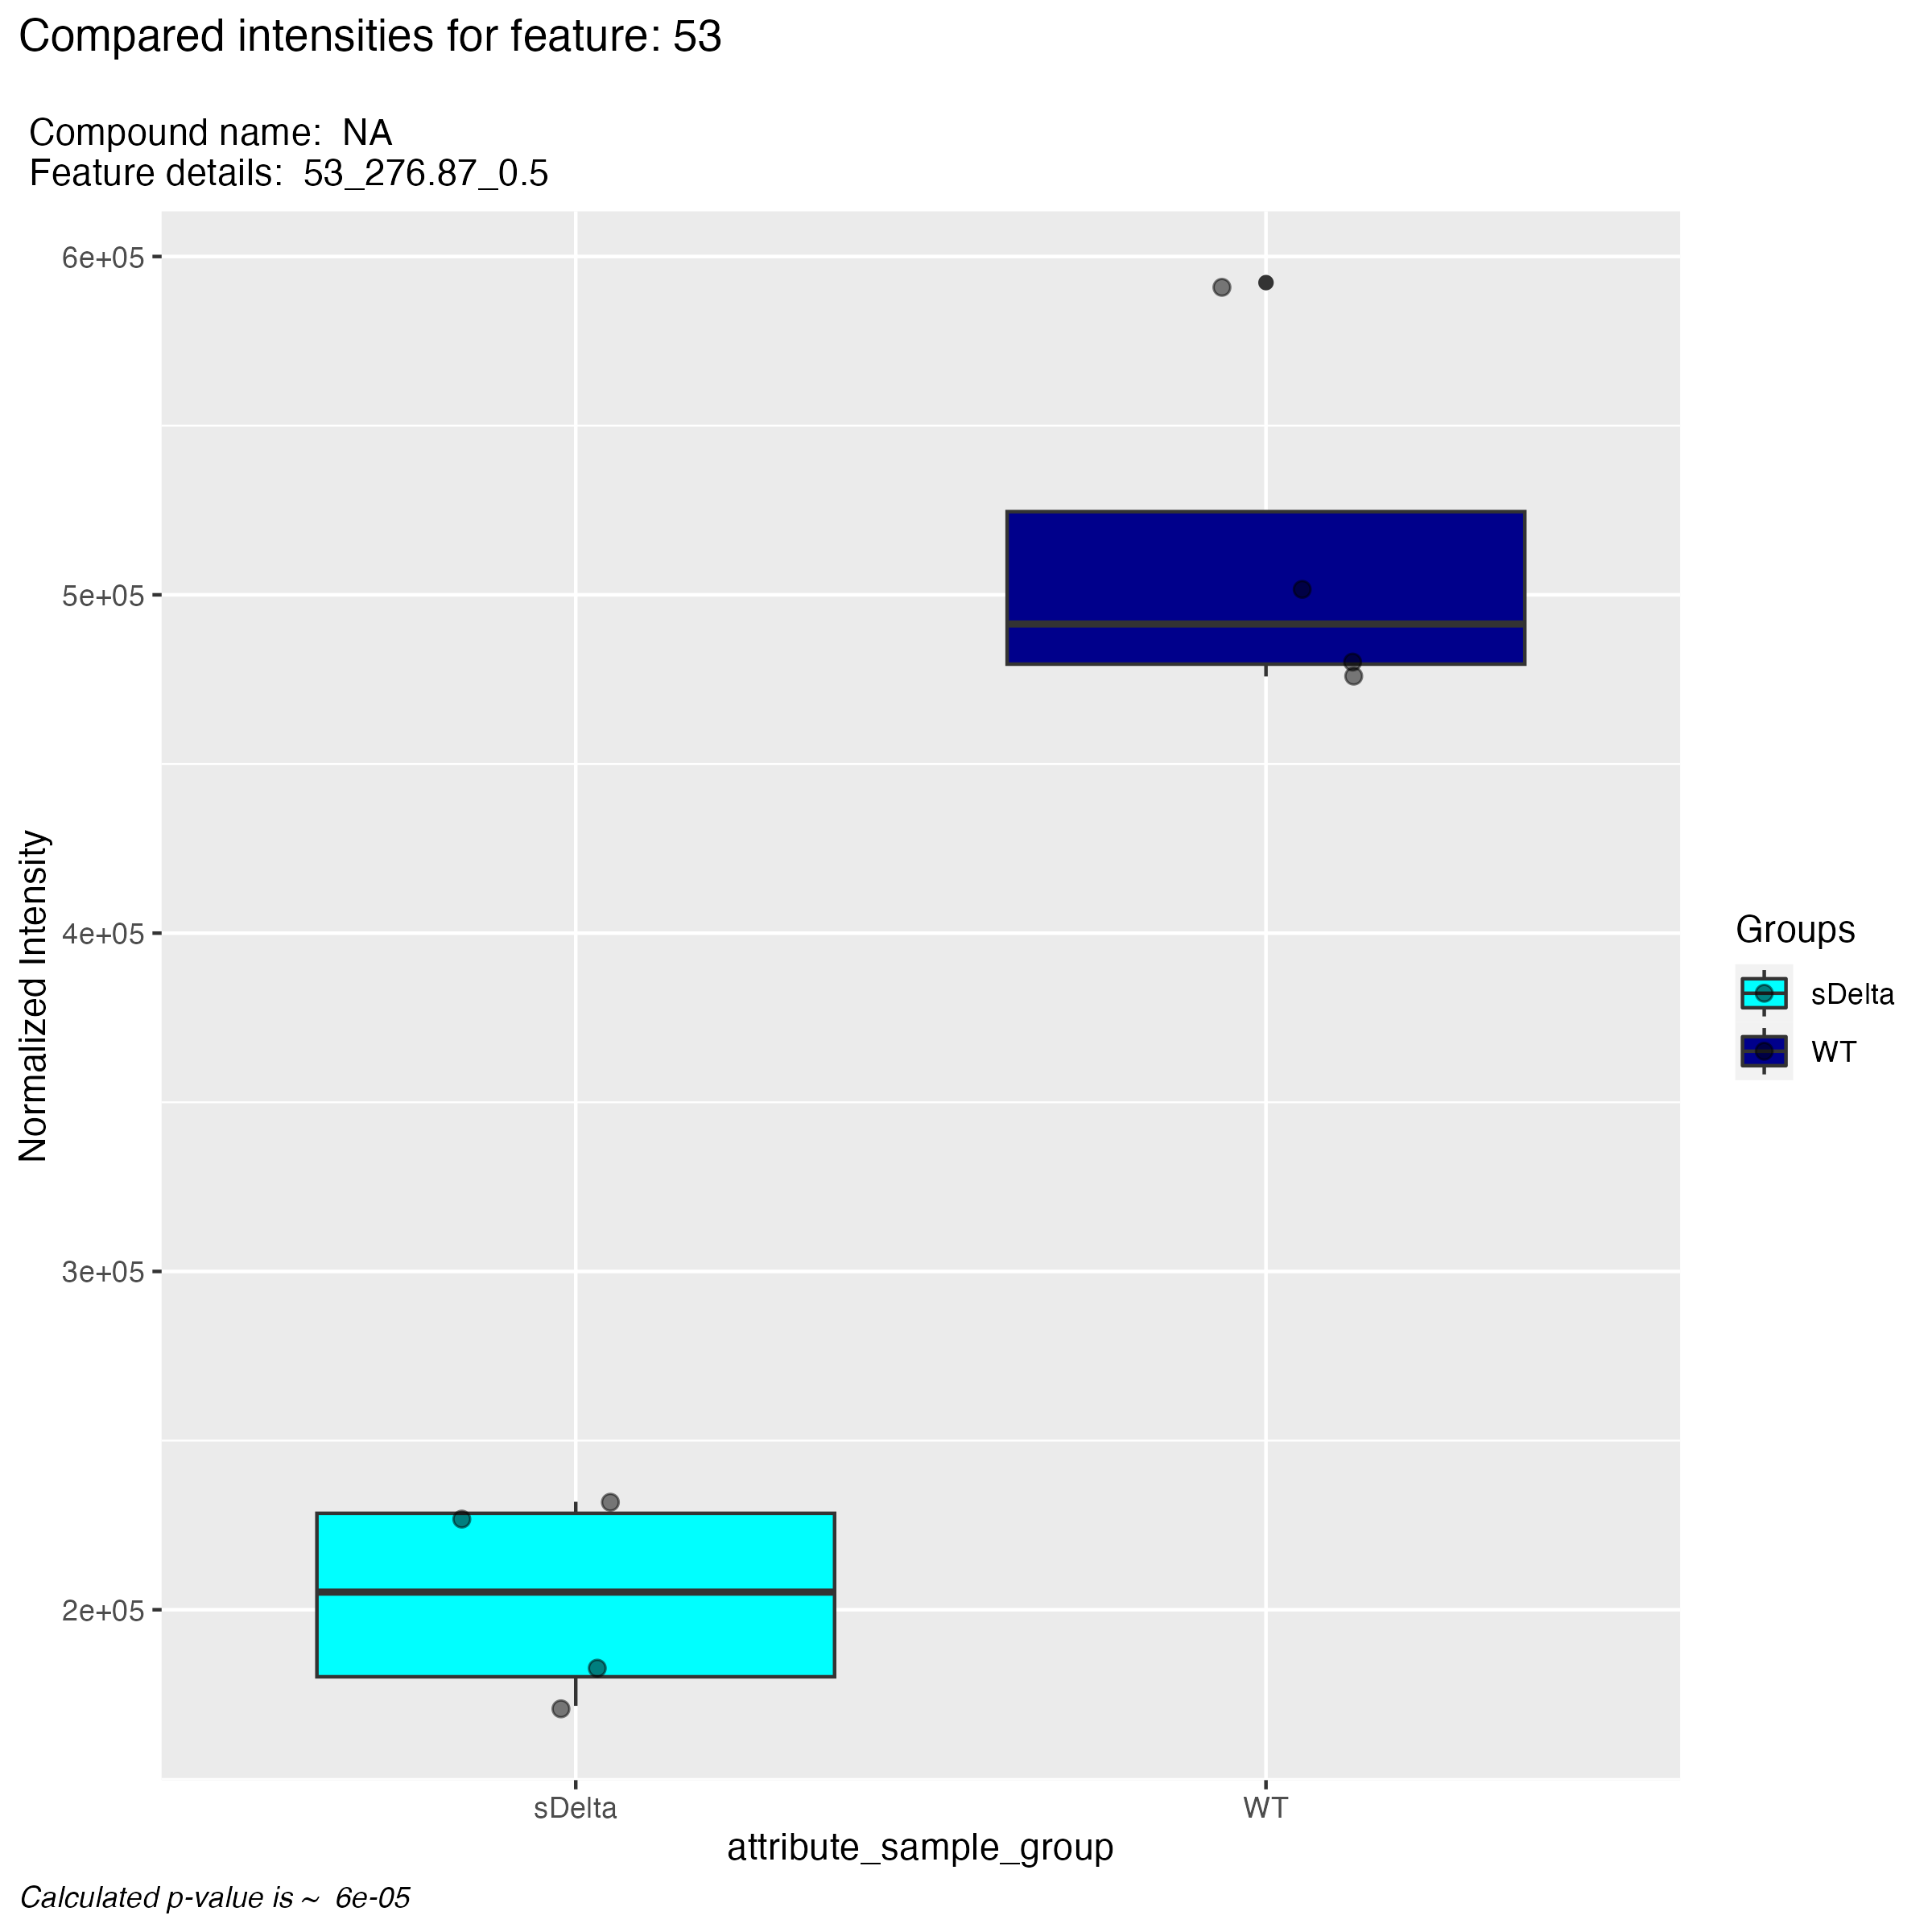 Compared intensities for feature: 53
Compound name:  NA
Feature details:  53_276.87_0.5
Normalized Intensity
6e+05
5e+05
4e+05
3e+05
2e+05
sDelta
WT
attribute_sample_group
Groups
sDelta
WT
Calculated p-value is ~  6e-05